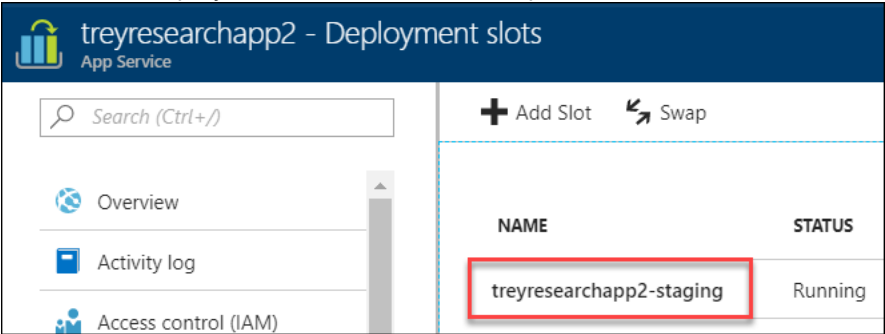 treyresearchapp2 - Deployment slots
App Service
Search (Ctrl+/)
Add Slot Swap
Overview
Activity log
Access control (IAM)
NAME STATUS
treyresearchapp2-staging Running